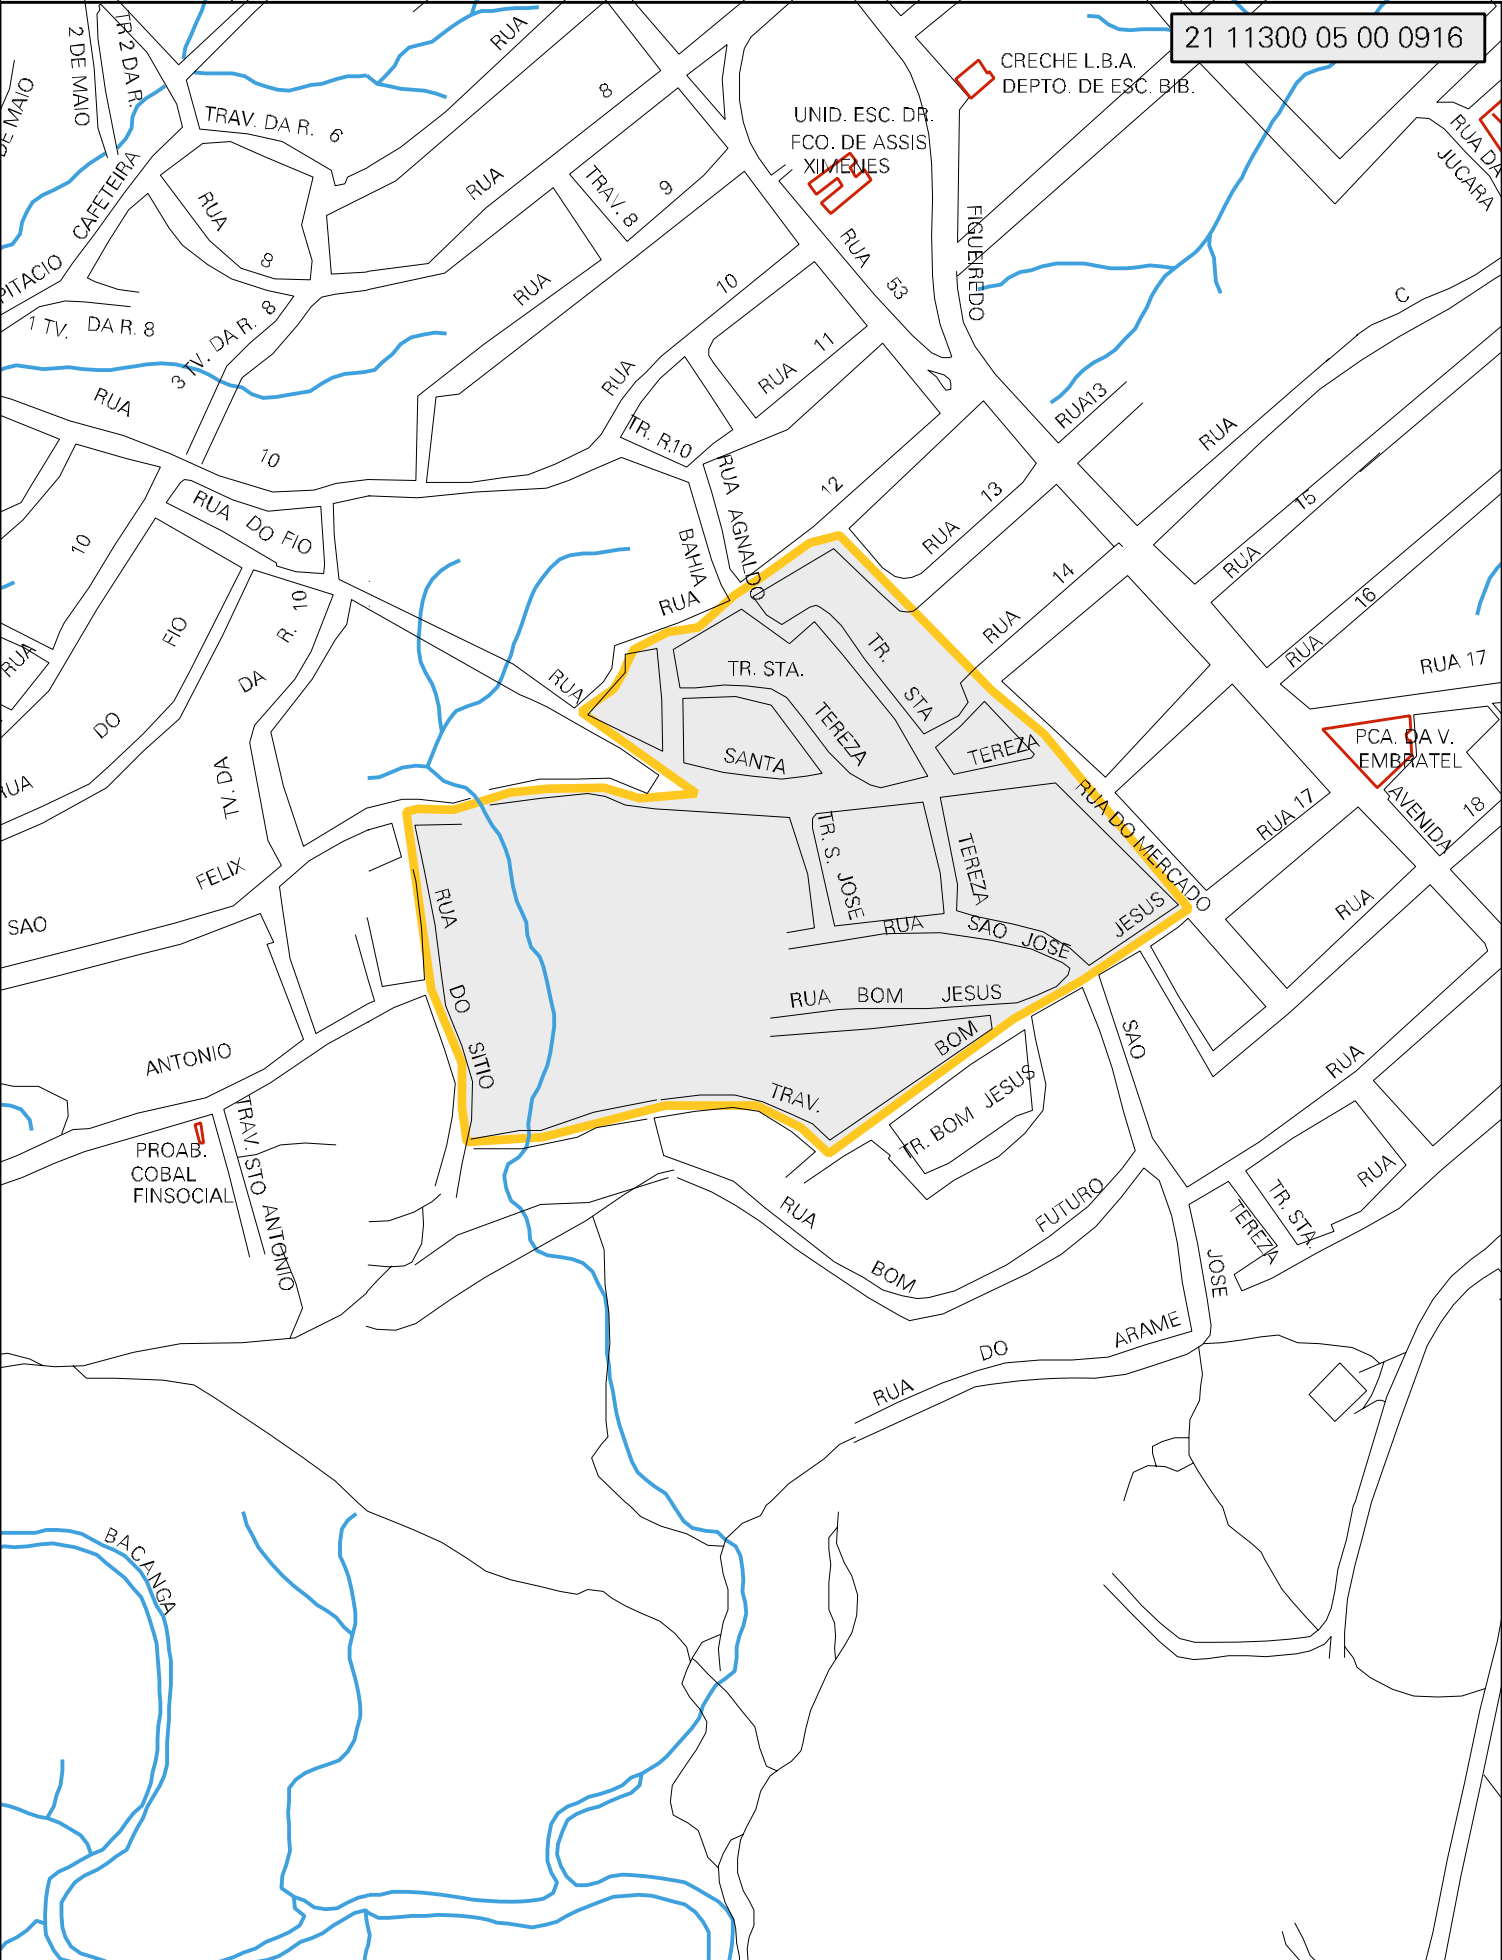 21 11300 05 00 0916
CRECHE L.B.A.
DEPTO. DE ESC. BIB.
UNID. ESC. DR.
FCO. DE ASSIS
XIMENES
2 DE MAIO
TR 2 DA R.
DE MAIO
TRAV. DA R. 6
RUA 8
CAFETEIRA
PITACIO
RUA 8
RUA 9
TRAV. 8
RUA 53
FIGUEIREDO
RUA DA
JUCARA
1 TV. DA R. 8
3 TV. DA R. 8
RUA 10
RUA 10
RUA 11
TR. R.10
RUA 12
RUA 13
RUA13
RUA C
RUA 14
RUA 15
RUA 16
RUA 17
RUA DO FIO
10
RUA
FIO
DO
RUA
TV. DA
DA R. 10
RUA AGNALDO
BAHIA
RUA
RUA
TR. STA.
TEREZA
SANTA
TR. STA
TEREZA
PCA. DA V.
EMBRATEL
AVENIDA
18
RUA 17
RUA DO MERCADO
TR. S. JOSE
TEREZA
RUA SAO JOSE
JESUS
RUA
RUA BOM JESUS
BOM
TRAV.
RUA DO SITIO
SAO FELIX
ANTONIO
PROAB.
COBAL
FINSOCIAL
TRAV. STO ANTONIO
TR. BOM JESUS
SAO JOSE
RUA
RUA
TR. STA.
TEREZA
RUA BOM FUTURO
RUA DO ARAME
BACANGA